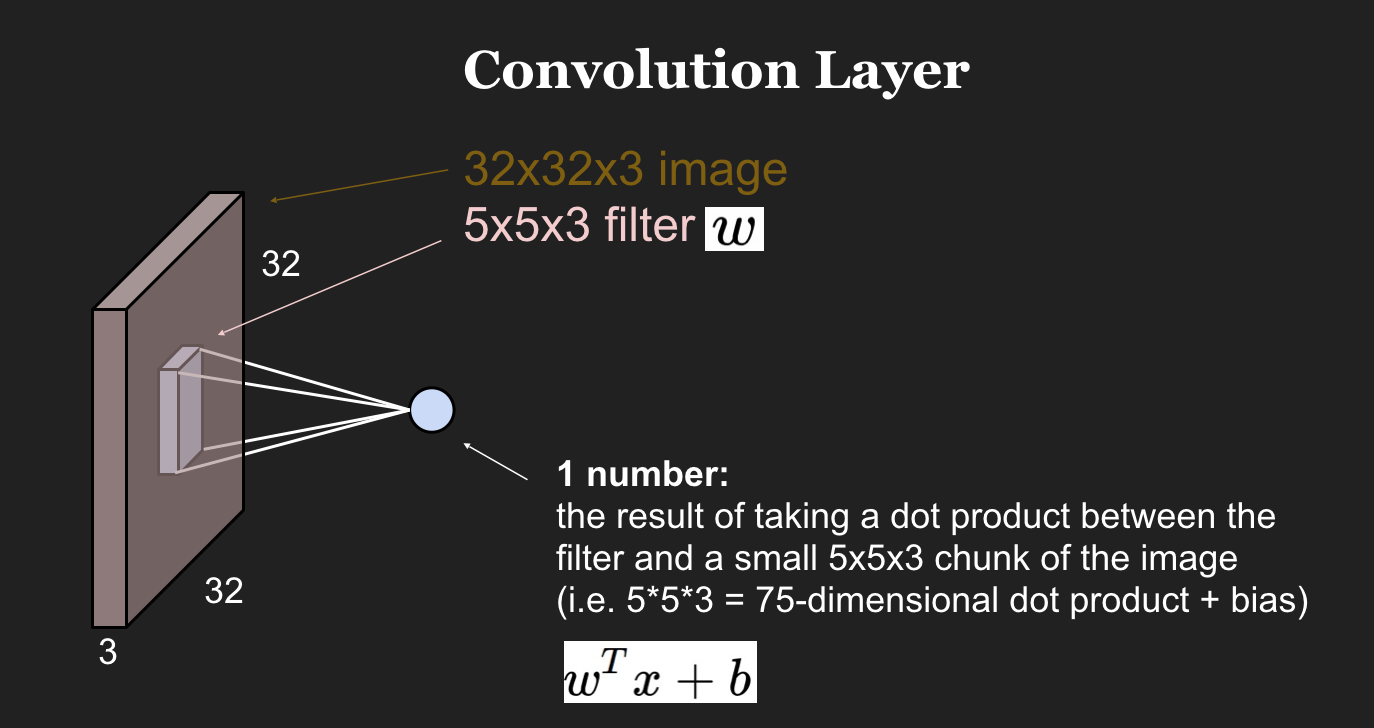 Convolution Layer
32x32x3 image
5x5x3 filter w
32
32
3
1 number:
the result of taking a dot product between the
filter and a small 5x5x3 chunk of the image
(i.e. 5*5*3 = 75-dimensional dot product + bias)
w^T x + b